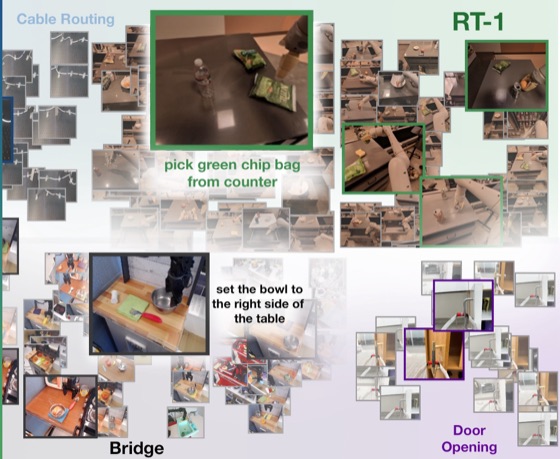 Cable Routing
RT-1
pick green chip bag
from counter
set the bowl to
the right side of
the table
Bridge
Door
Opening